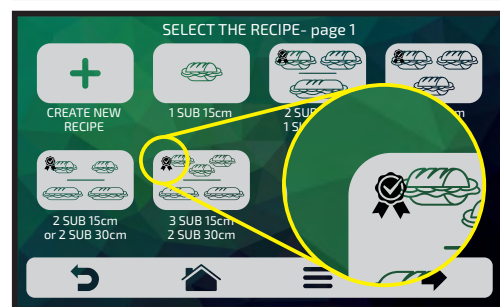 SELECT THE RECIPE- page 1
CREATE NEW
RECIPE
1 SUB 15cm
2 SUB
1 S
2 SUB 15cm
or 2 SUB 30cm
3 SUB 15cm
2 SUB 30cm